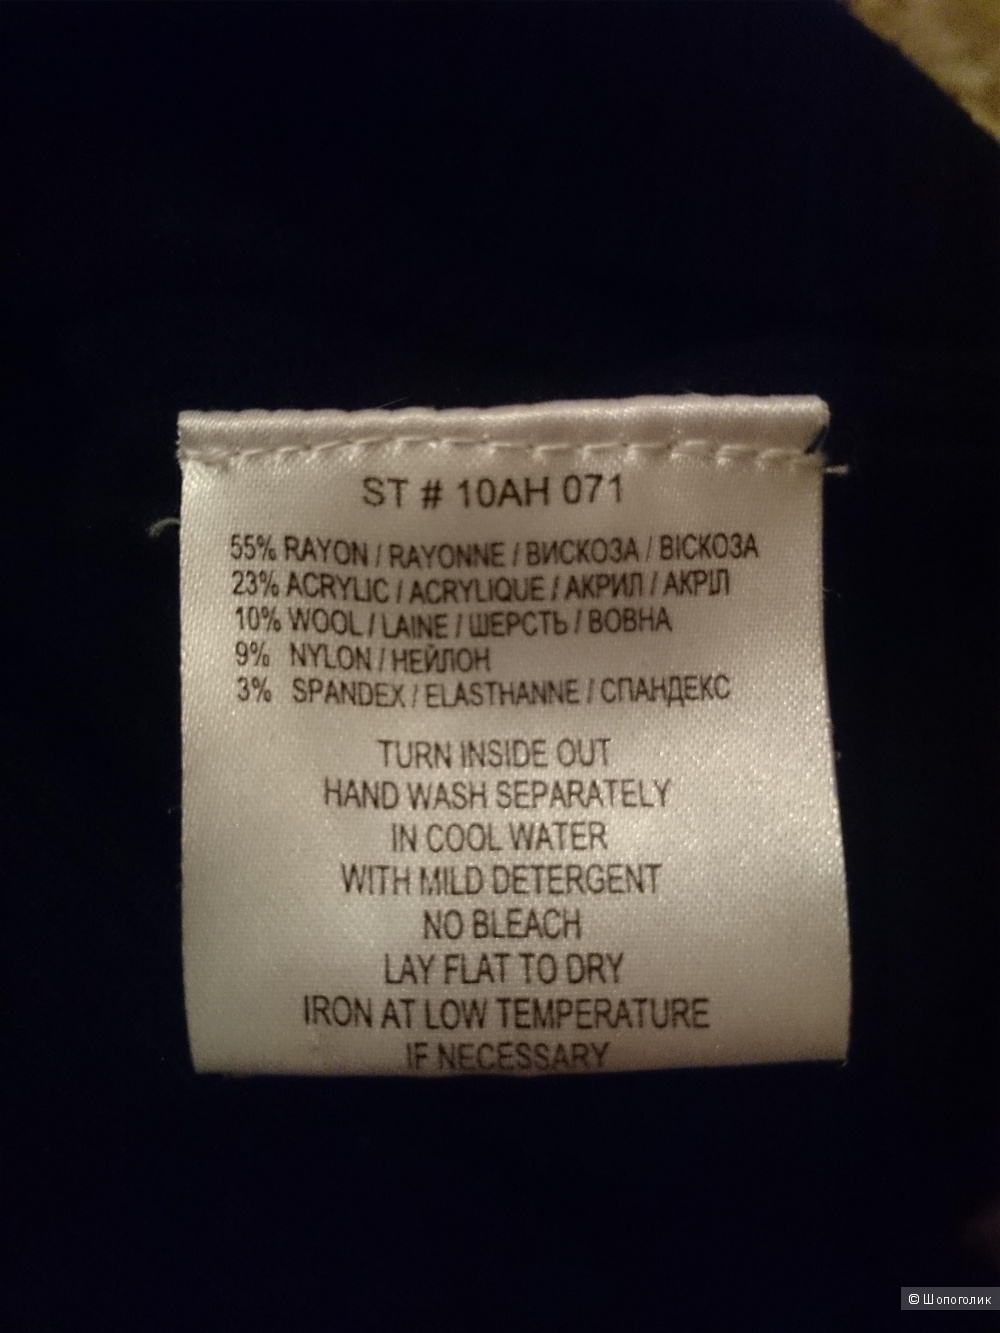 ST # 10AH 071
55% RAYON / RAYONNE / ВИСКОЗА / ВІСКОЗА
23% ACRYLIC / ACRYLIQUE / АКРИЛ / АКРІЛ
10% WOOL / LAINE / ШЕРСТЬ / ВОВНА
9% NYLON / НЕЙЛОН
3% SPANDEX / ELASTHANNE / СПАНДЕКС
TURN INSIDE OUT
HAND WASH SEPARATELY
IN COOL WATER
WITH MILD DETERGENT
NO BLEACH
LAY FLAT TO DRY
IRON AT LOW TEMPERATURE
IF NECESSARY
© Шопоголик